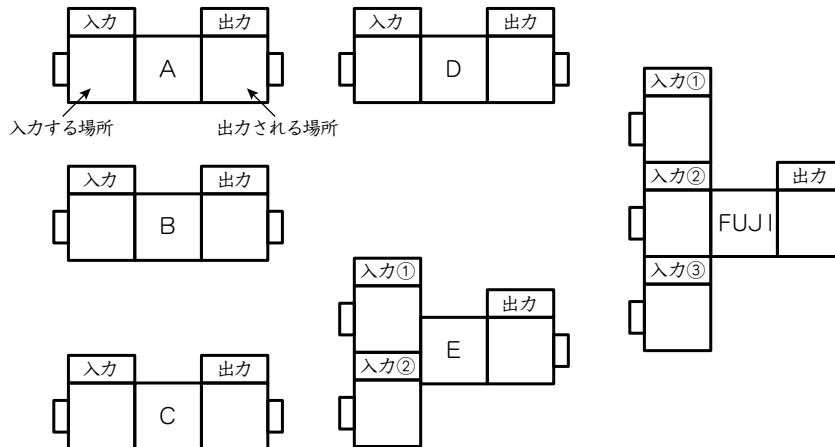 入力 出力
A
入力する場所 出力される場所
入力 出力
B
入力 出力
C
入力 出力
D
入力①
入力② 出力
E
入力①
入力② 出力
FUJI
入力③